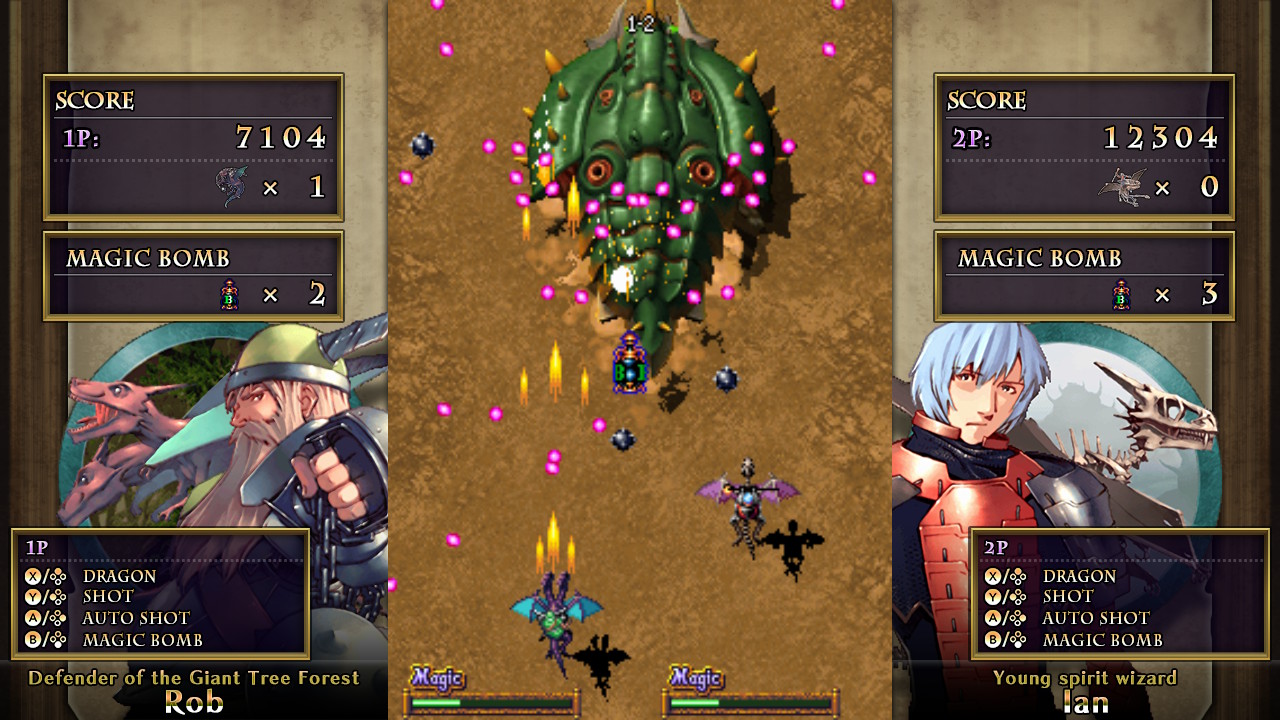 1-2
SCORE
1P: 7104
× 1
MAGIC BOMB
B × 2
1P
X/ DRAGON
Y/ SHOT
A/ AUTO SHOT
B/ MAGIC BOMB
Defender of the Giant Tree Forest
Rob
B
Magic
Magic
SCORE
2P: 12304
× 0
MAGIC BOMB
B × 3
2P
X/ DRAGON
Y/ SHOT
A/ AUTO SHOT
B/ MAGIC BOMB
Young spirit wizard
Ian